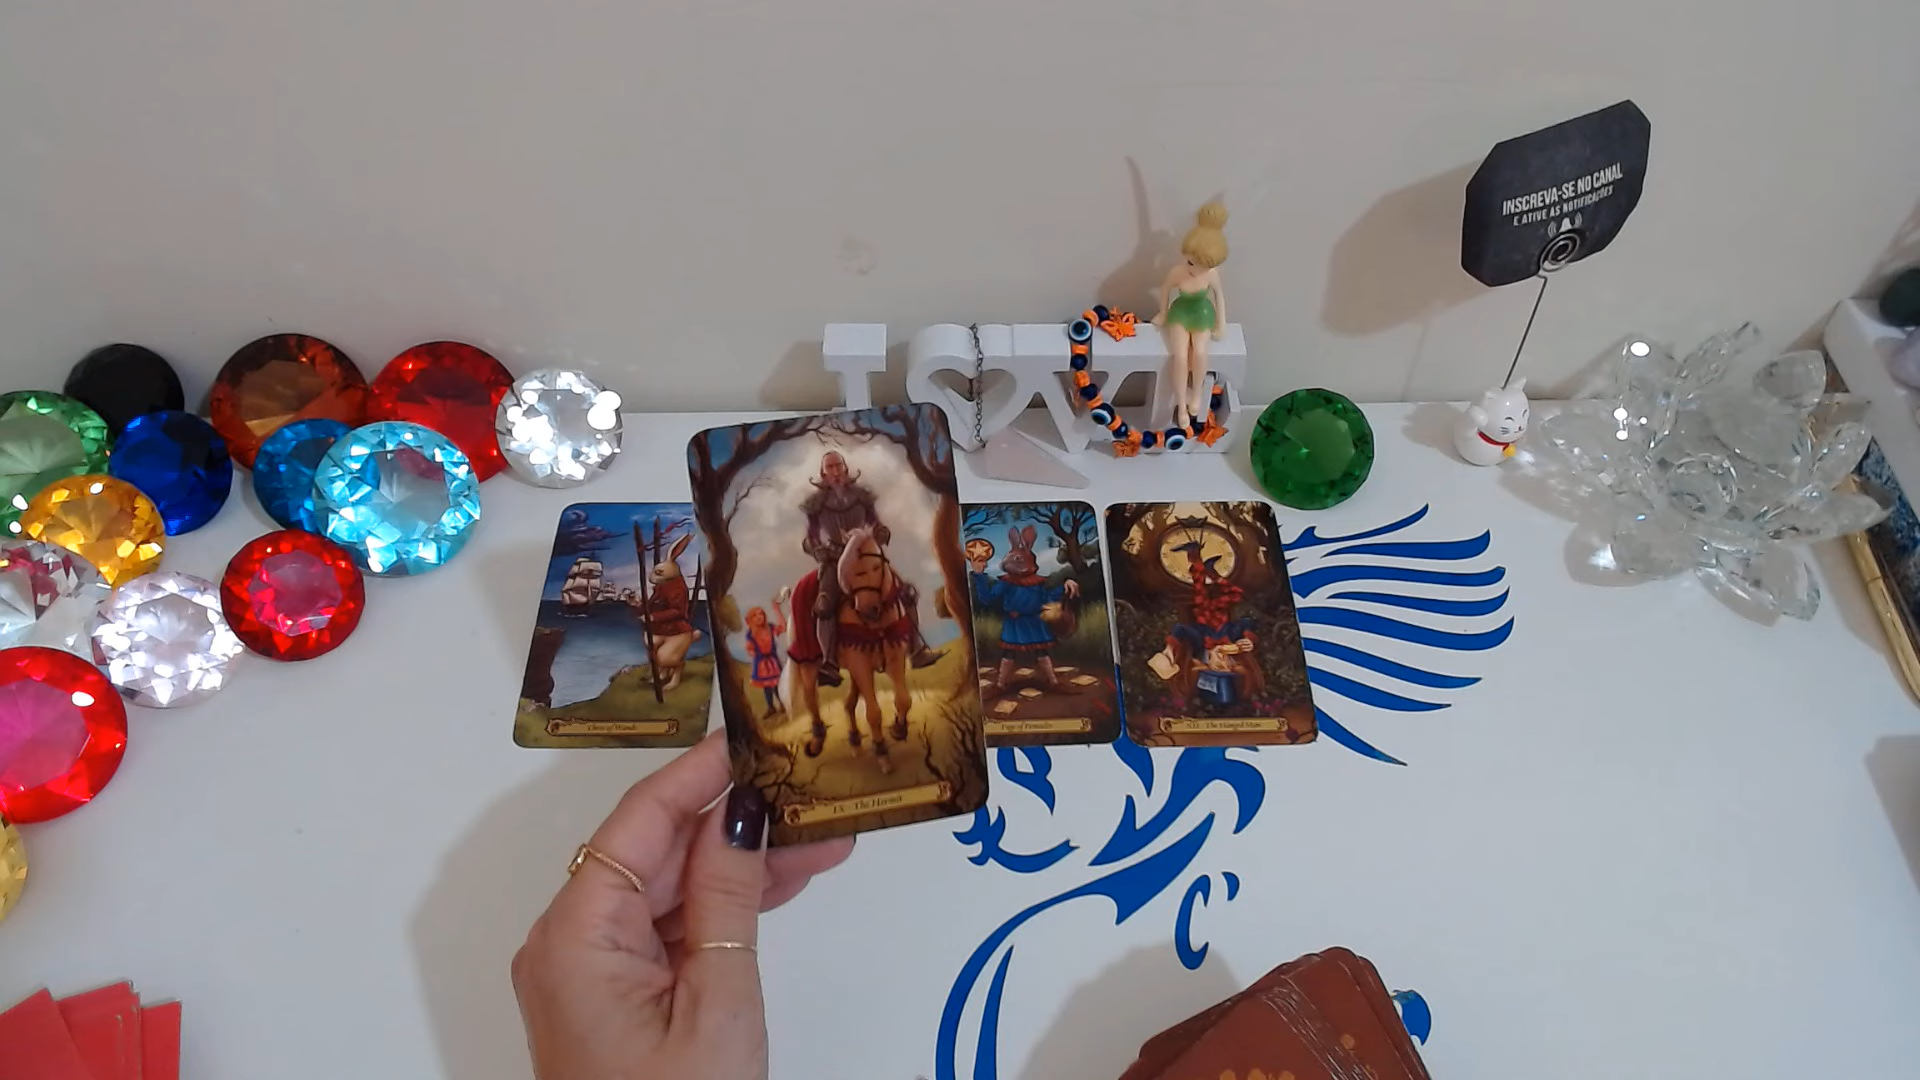 INSCREVA-SE NO CANAL
E ATIVE AS NOTIFICAÇÕES
I LOVE
Three of Wands
IX - The Hermit
Page of Pentacles
XII - The Hanged Man